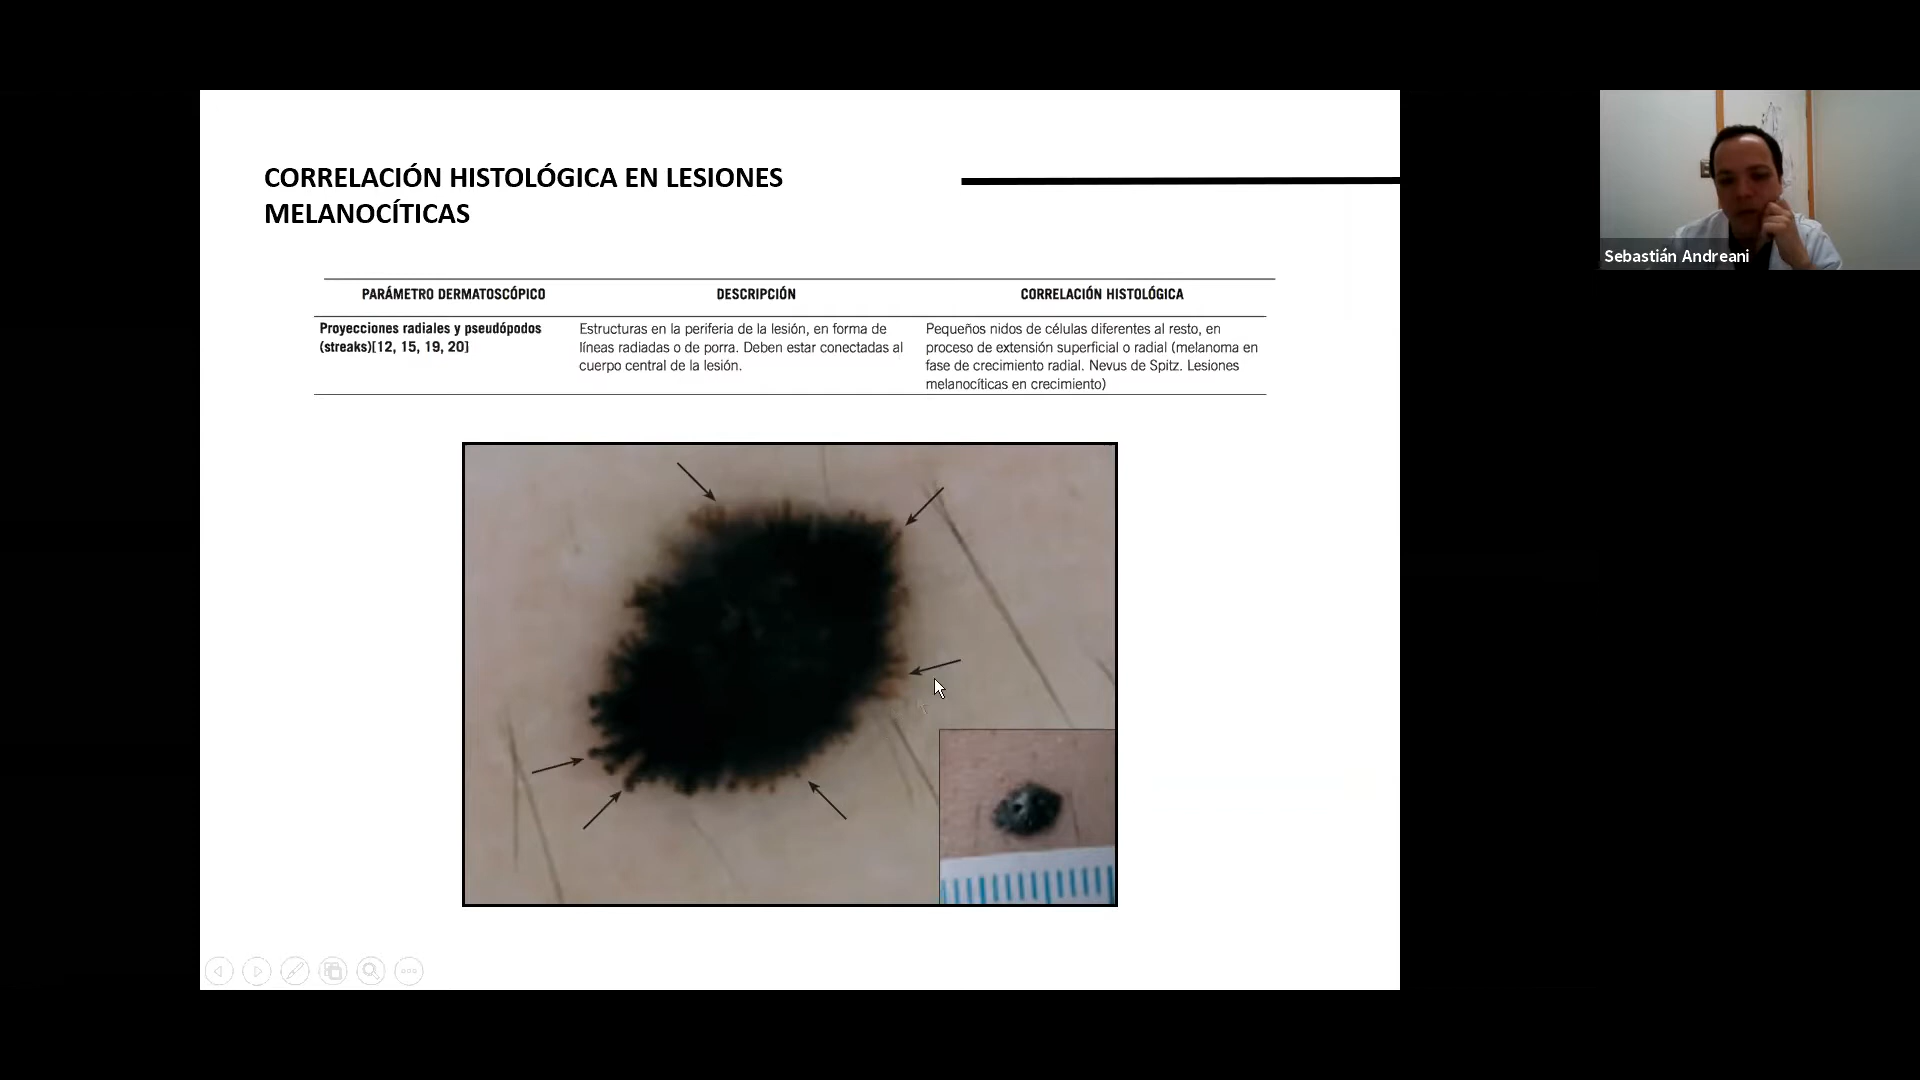 CORRELACIÓN HISTOLÓGICA EN LESIONES
MELANOCÍTICAS
PARÁMETRO DERMATOSCÓPICO
DESCRIPCIÓN
CORRELACIÓN HISTOLÓGICA
Proyecciones radiales y pseudópodos
(streaks)[12, 15, 19, 20]
Estructuras en la periferia de la lesión, en forma de
líneas radiadas o de porra. Deben estar conectadas al
cuerpo central de la lesión.
Pequeños nidos de células diferentes al resto, en
proceso de extensión superficial o radial (melanoma en
fase de crecimiento radial. Nevus de Spitz. Lesiones
melanocíticas en crecimiento)
Sebastián Andreani